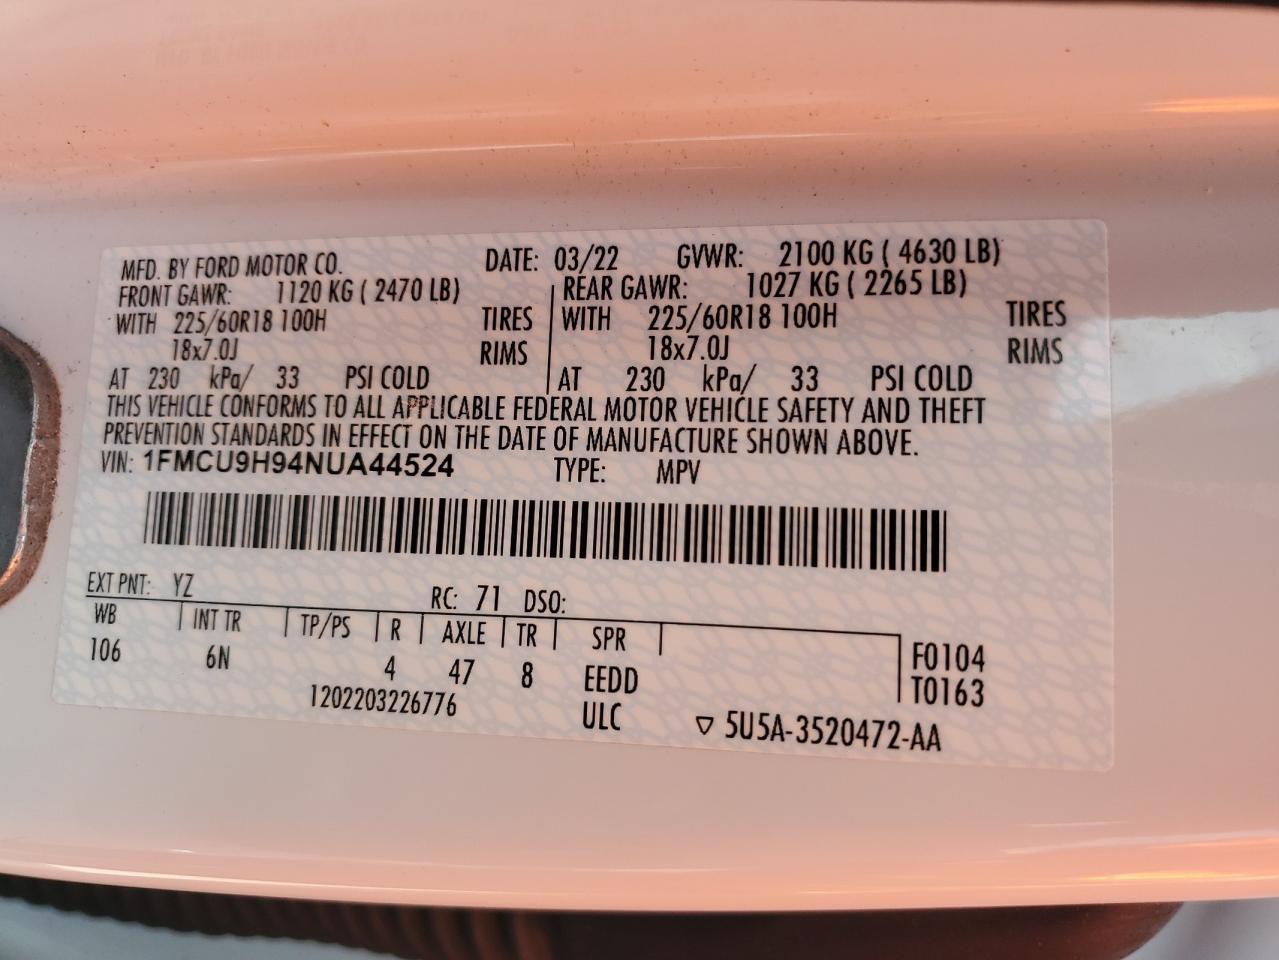 MFD. BY FORD MOTOR CO. DATE: 03/22 GVWR: 2100 KG ( 4630 LB)
FRONT GAWR: 1120 KG ( 2470 LB) REAR GAWR: 1027 KG ( 2265 LB)
WITH 225/60R18 100H TIRES WITH 225/60R18 100H TIRES
18x7.0J RIMS 18x7.0J RIMS
AT 230 kPa/ 33 PSI COLD AT 230 kPa/ 33 PSI COLD
THIS VEHICLE CONFORMS TO ALL APPLICABLE FEDERAL MOTOR VEHICLE SAFETY AND THEFT
PREVENTION STANDARDS IN EFFECT ON THE DATE OF MANUFACTURE SHOWN ABOVE.
VIN: 1FMCU9H94NUA44524 TYPE: MPV
EXT PNT: YZ RC: 71 DSO:
WB INT TR TP/PS R AXLE TR SPR
106 6N 4 47 8 EEDD F0104
T0163
1202203226776 ULC ▽ 5U5A-3520472-AA